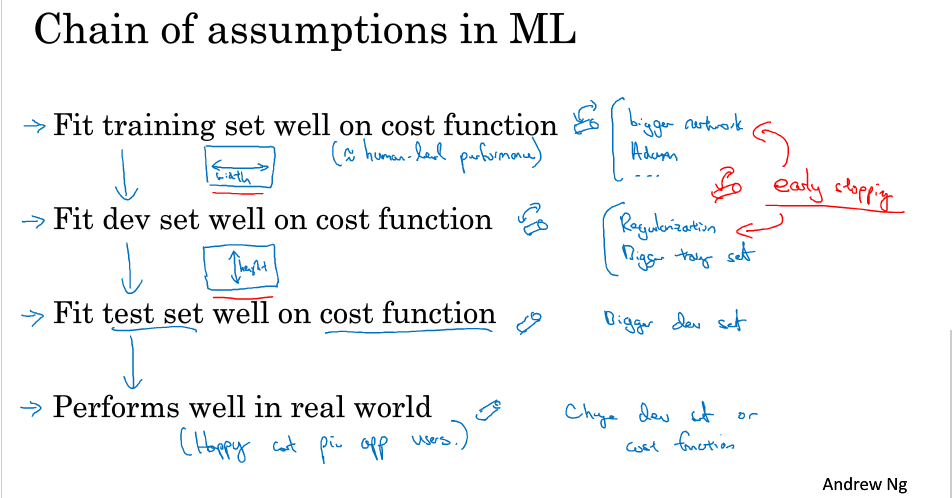 Chain of assumptions in ML
→ Fit training set well on cost function
(≈ human-level performance)
bigger network
Adam
...
width
early stopping
→ Fit dev set well on cost function
Regularization
Bigger training set
height
→ Fit test set well on cost function
Bigger dev set
→ Performs well in real world
(Happy cat pic app users.)
Change dev set or
cost function
Andrew Ng